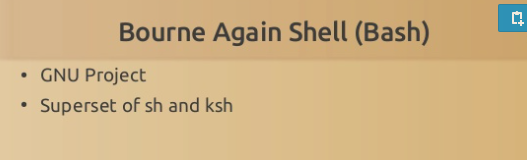 Bourne Again Shell (Bash)
• GNU Project
• Superset of sh and ksh